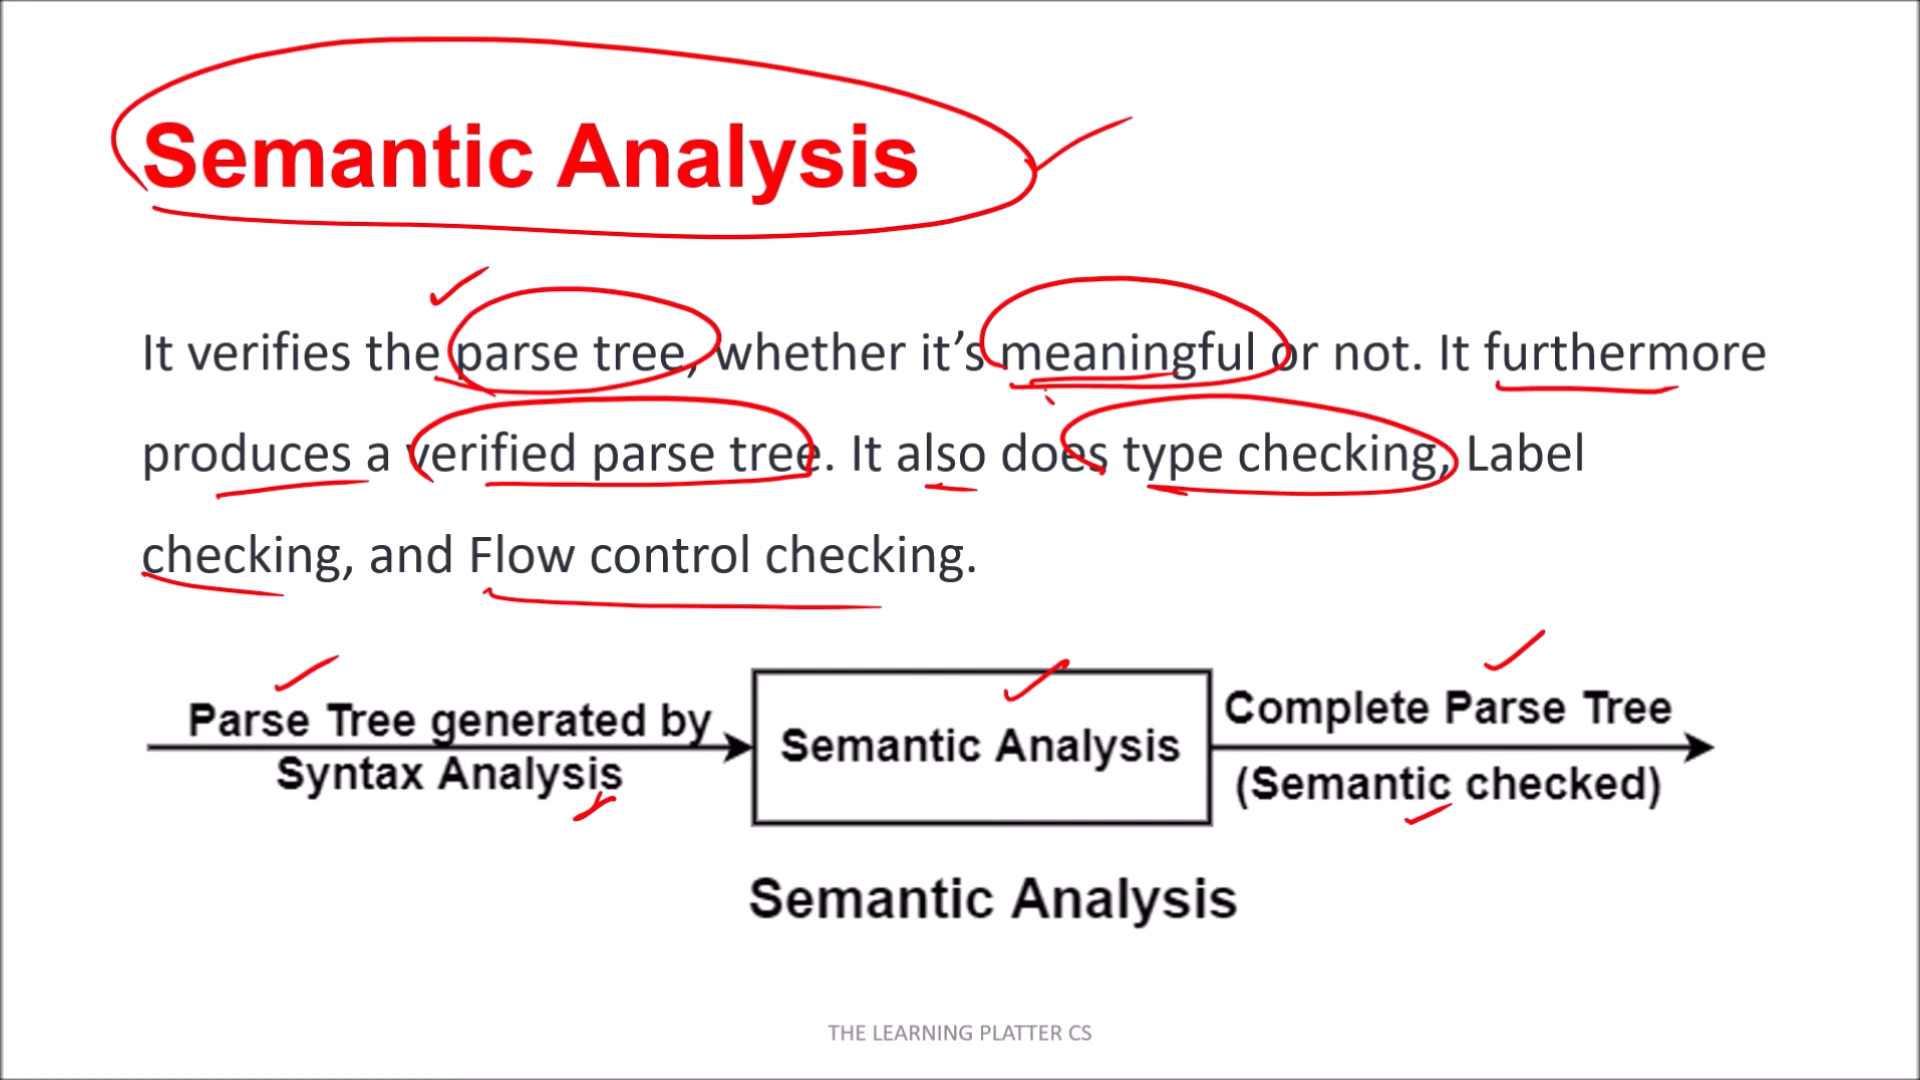 Semantic Analysis
It verifies the parse tree, whether it’s meaningful or not. It furthermore
produces a verified parse tree. It also does type checking, Label
checking, and Flow control checking.
Parse Tree generated by
Syntax Analysis
Semantic Analysis
Complete Parse Tree
(Semantic checked)
Semantic Analysis
THE LEARNING PLATTER CS